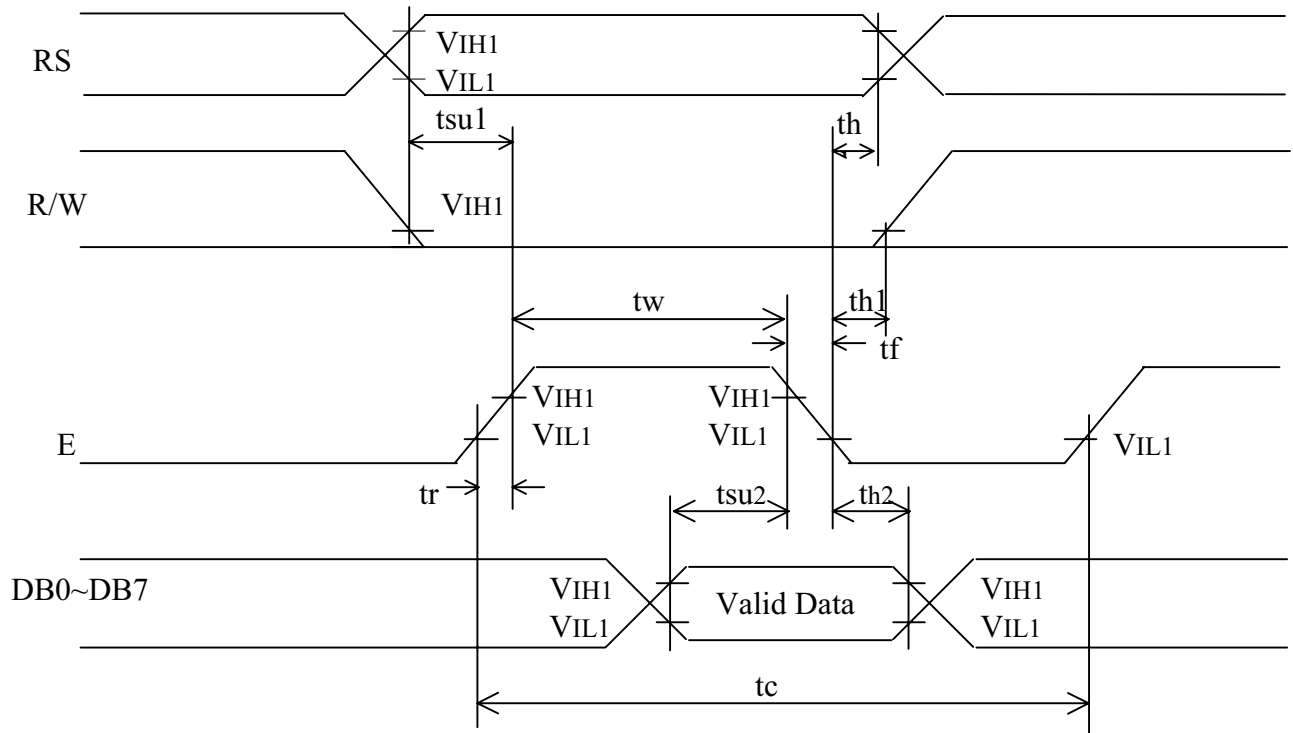 RS
VIH1
VIL1
tsu1
th
R/W
VIH1
tw
th1
tf
E
VIH1
VIL1
VIH1
VIL1
VIL1
tr
tsu2
th2
DB0~DB7
VIH1
VIL1
Valid Data
VIH1
VIL1
tc